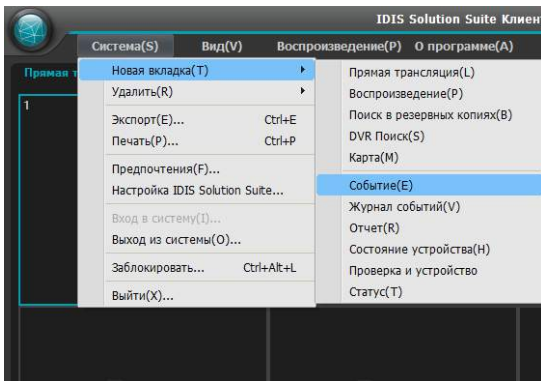 IDIS Solution Suite Клиен
Система(S) Вид(V) Воспроизведение(P) О программе(A)
Прямая т
1
Новая вкладка(T)
Удалить(R)
Экспорт(E)... Ctrl+E
Печать(P)... Ctrl+P
Предпочтения(F)...
Настройка IDIS Solution Suite...
Вход в систему(I)...
Выход из системы(O)...
Заблокировать... Ctrl+Alt+L
Выйти(X)...
Прямая трансляция(L)
Воспроизведение(P)
Поиск в резервных копиях(B)
DVR Поиск(S)
Карта(M)
Событие(E)
Журнал событий(V)
Отчет(R)
Состояние устройства(H)
Проверка и устройство
Статус(T)